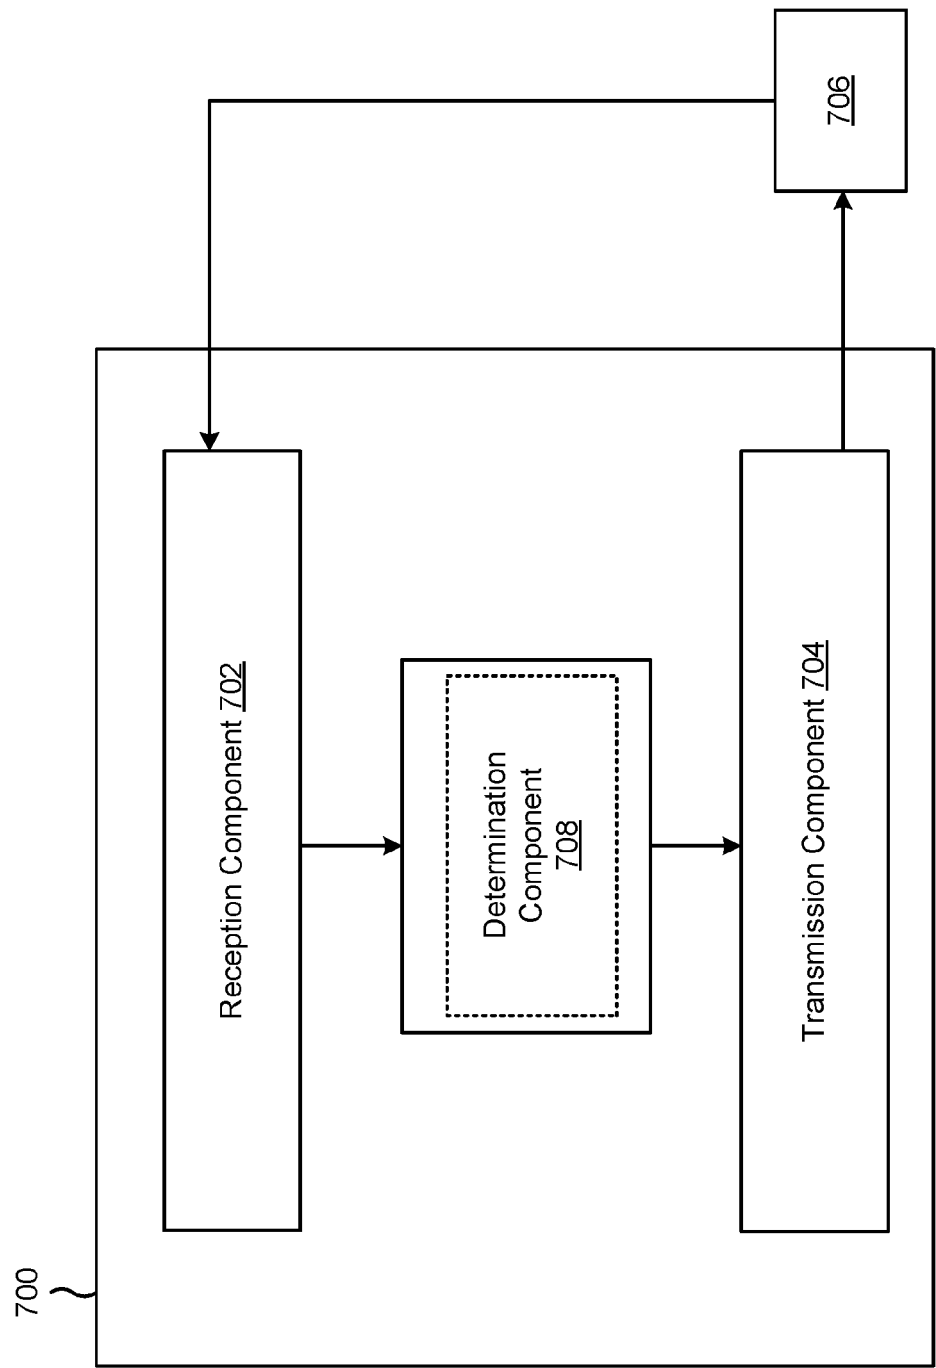 700
Reception Component 702
Determination
Component
708
Transmission Component 704
706